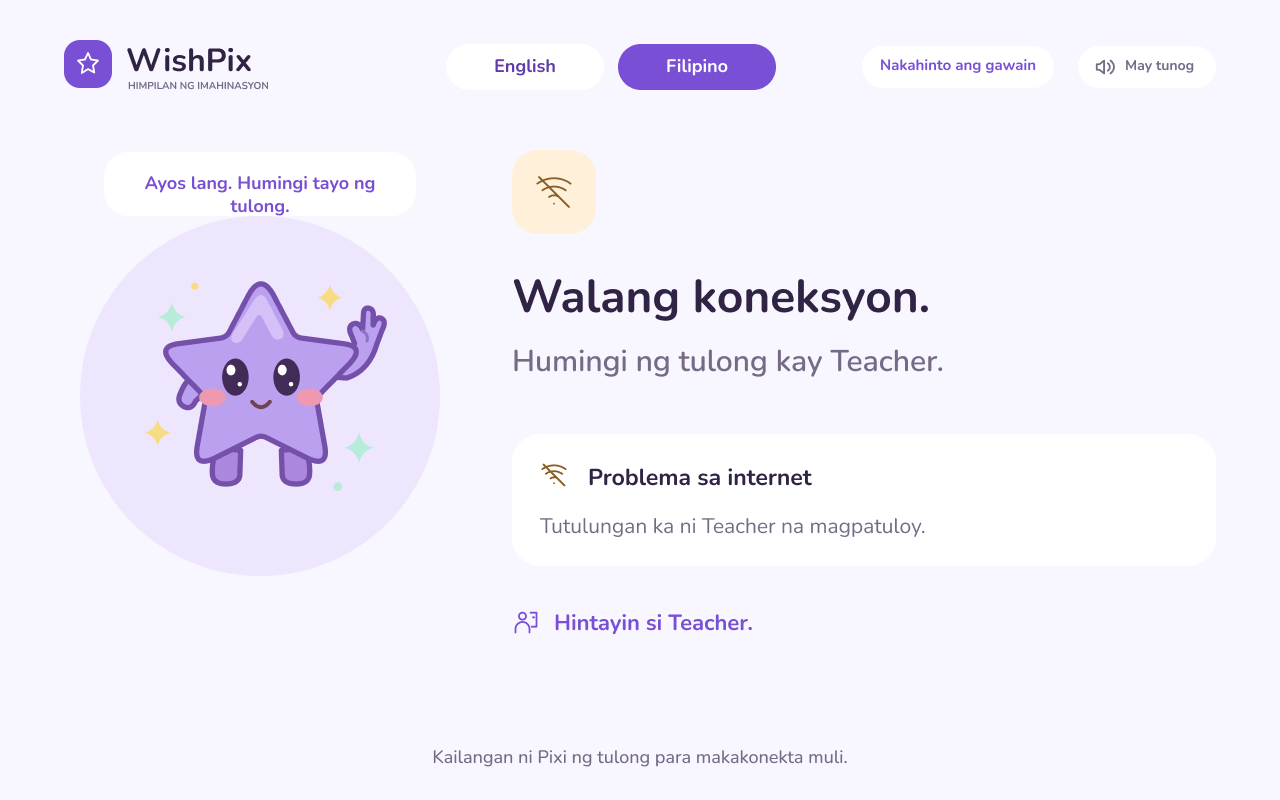 WishPix
HIMPILAN NG IMAHINASYON
English
Filipino
Nakahinto ang gawain
May tunog
Ayos lang. Humingi tayo ng
tulong.
Walang koneksyon.
Humingi ng tulong kay Teacher.
Problema sa internet
Tutulungan ka ni Teacher na magpatuloy.
Hintayin si Teacher.
Kailangan ni Pixi ng tulong para makakonekta muli.